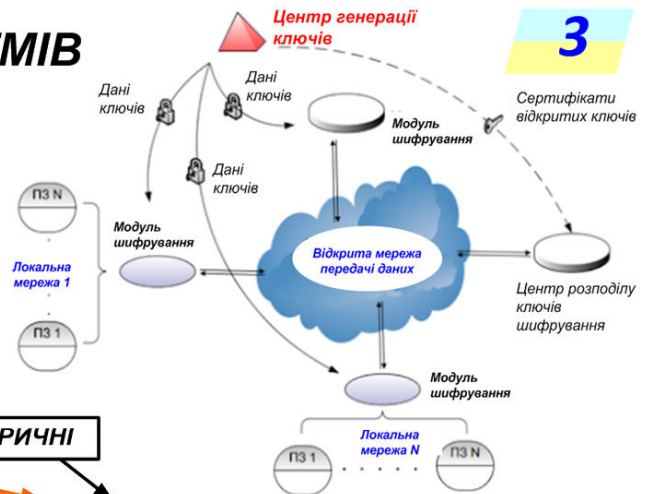 ТМІВ
Центр генерації
ключів
3
Дані
ключів
Дані
ключів
Сертифікати
відкритих ключів
Модуль
шифрування
Дані
ключів
ПЗ N
Модуль
шифрування
Відкрита мережа
передачі даних
Локальна
мережа 1
Центр розподілу
ключів
шифрування
ПЗ 1
Модуль
шифрування
РИЧНІ
Локальна
мережа N
ПЗ 1
ПЗ N